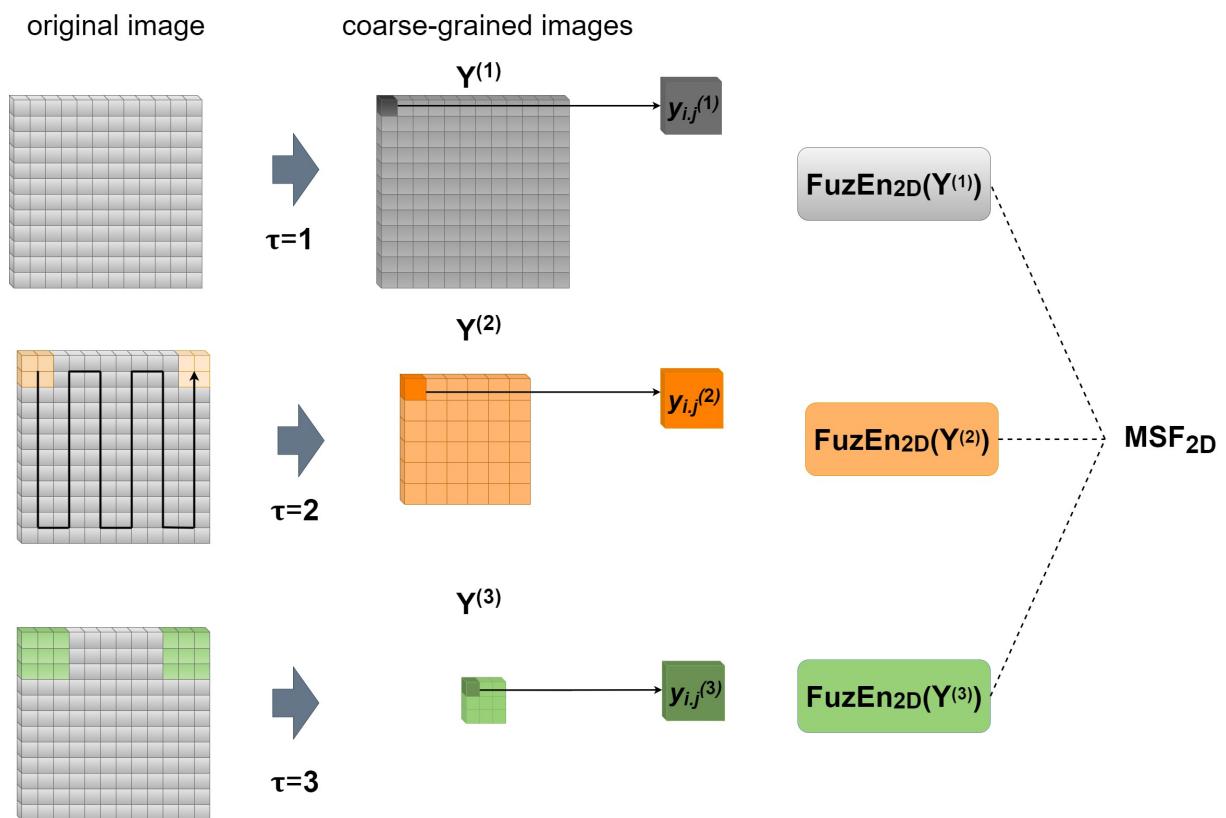 original image
coarse-grained images
Y(1)
yi.j(1)
τ=1
FuzEn2D(Y(1))
Y(2)
yi.j(2)
τ=2
FuzEn2D(Y(2))
MSF2D
Y(3)
yi.j(3)
τ=3
FuzEn2D(Y(3))